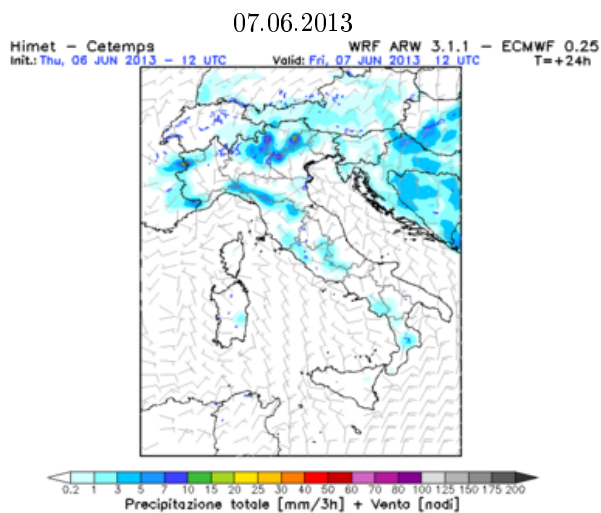 07.06.2013
Himet – Cetemps WRF ARW 3.1.1 – ECMWF 0.25
Init.: Thu, 06 JUN 2013 – 12 UTC Valid: Fri, 07 JUN 2013 12 UTC T=+24h
0.2 1 3 5 7 10 15 20 25 30 40 50 60 70 80 100 125 150 175 200
Precipitazione totale [mm/3h] + Vento [nodi]